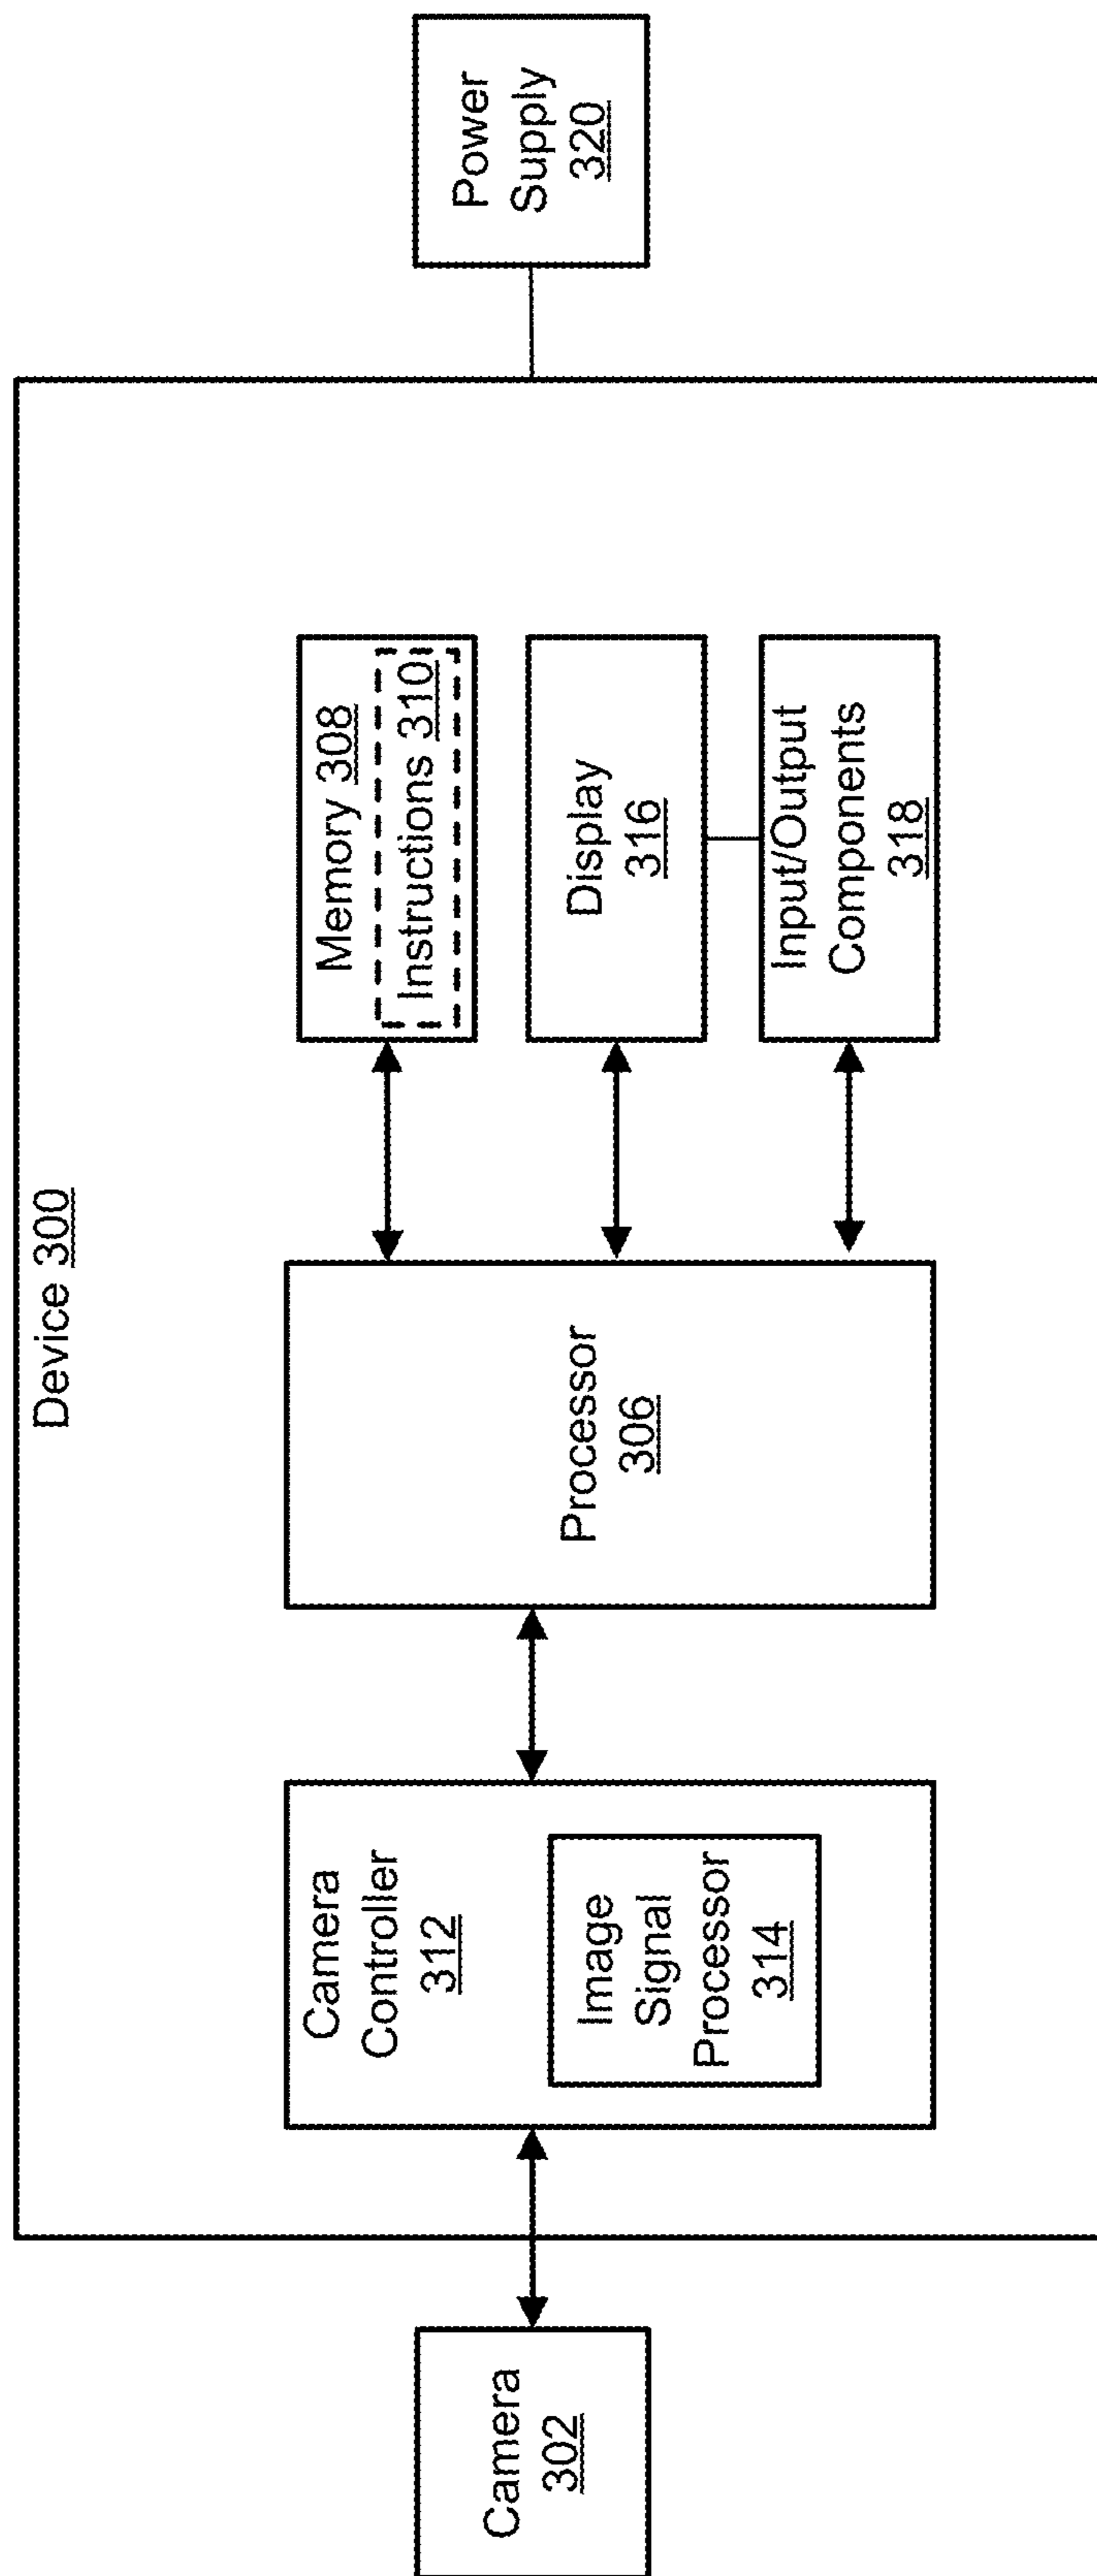 Device 300
Camera
302
Camera
Controller
312
Image
Signal
Processor
314
Processor
306
Memory 308
Instructions 310
Display
316
Input/Output
Components
318
Power
Supply
320